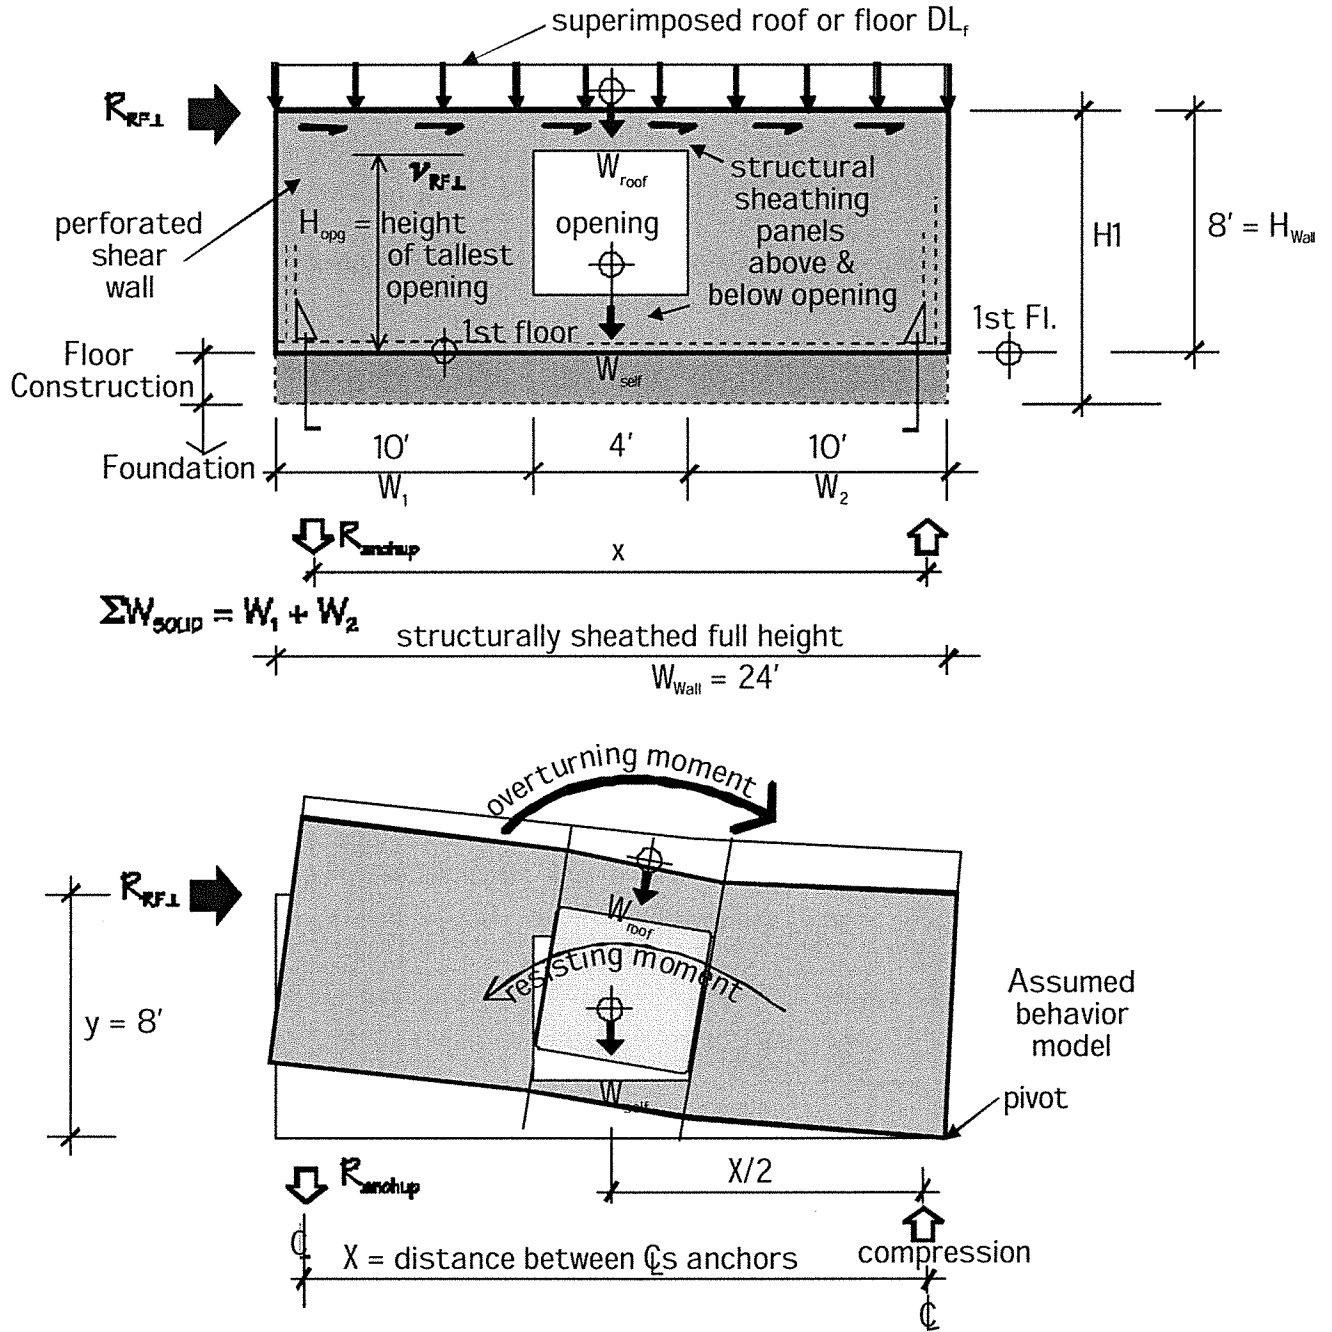 superimposed roof or floor DLf
RRF⊥
νRF⊥
Wroof
structural
sheathing
panels
above &
below opening
perforated
shear
wall
Hopg = height
of tallest
opening
opening
H1
8' = HWall
1st floor
1st Fl.
Floor
Construction
Wself
Foundation
10'
4'
10'
W1
W2
Ranchup
x
ΣWSOLID = W1 + W2
structurally sheathed full height
WWall = 24'
overturning moment
RRF⊥
Wroof
resisting moment
y = 8'
Assumed
behavior
model
Wself
pivot
Ranchup
X/2
℄
X = distance between ℄s anchors
compression
℄